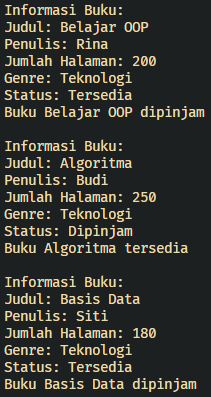 Informasi Buku:
Judul: Belajar OOP
Penulis: Rina
Jumlah Halaman: 200
Genre: Teknologi
Status: Tersedia
Buku Belajar OOP dipinjam

Informasi Buku:
Judul: Algoritma
Penulis: Budi
Jumlah Halaman: 250
Genre: Teknologi
Status: Dipinjam
Buku Algoritma tersedia

Informasi Buku:
Judul: Basis Data
Penulis: Siti
Jumlah Halaman: 180
Genre: Teknologi
Status: Tersedia
Buku Basis Data dipinjam